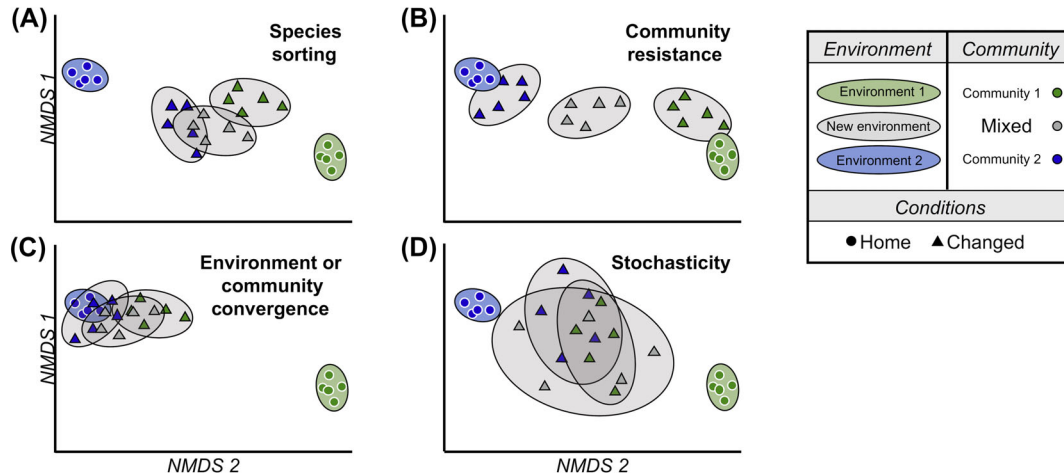 (A)
Species
sorting
NMDS 1
(B)
Community
resistance
(C)
Environment or
community
convergence
NMDS 1
NMDS 2
(D)
Stochasticity
NMDS 2
Environment
Community
Environment 1
Community 1
New environment
Mixed
Environment 2
Community 2
Conditions
Home
Changed